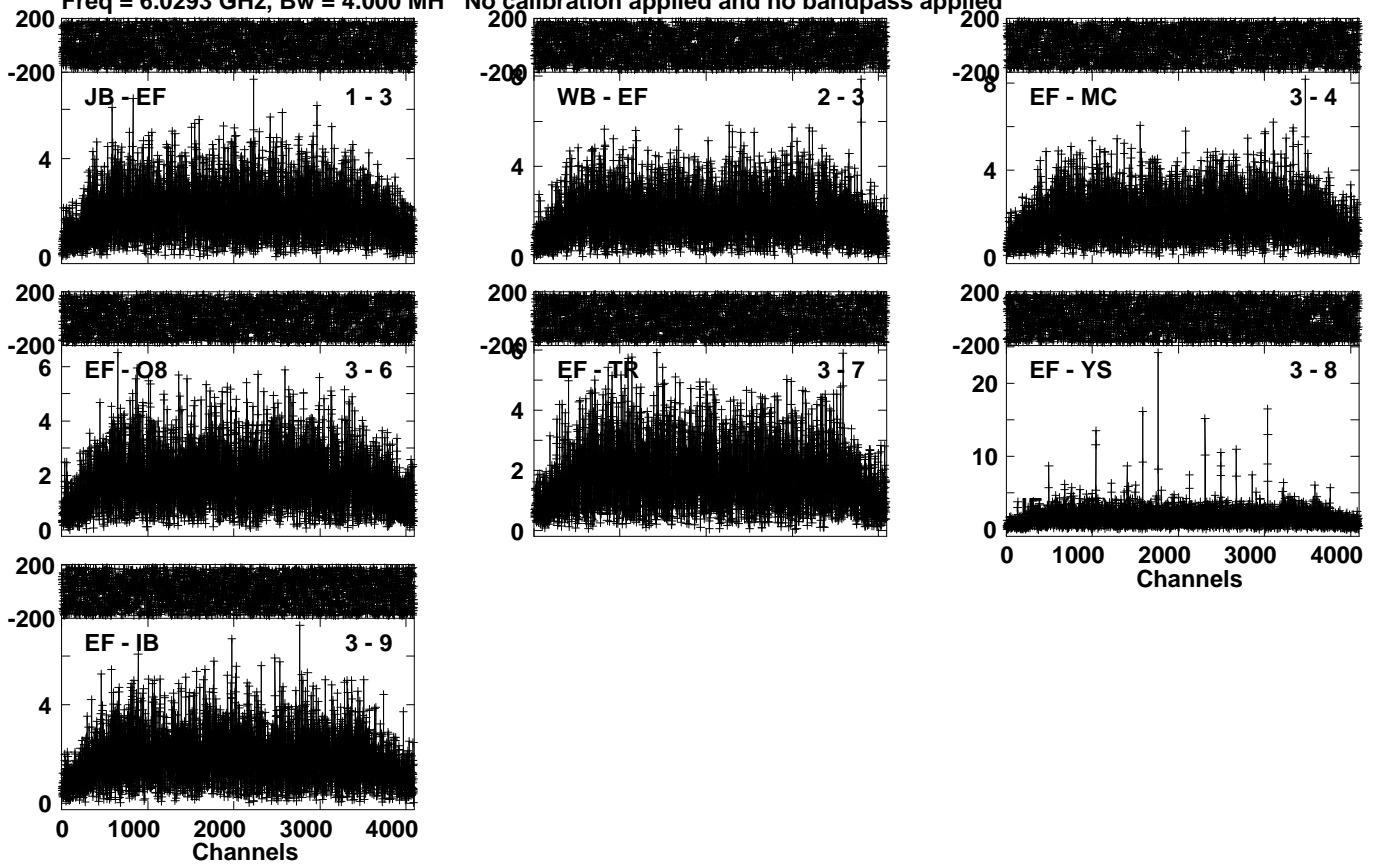 Freq = 6.0293 GHz, Bw = 4.000 MH No calibration applied and no bandpass applied
200
-200
JB - EF 1 - 3
4
0
200
-200
8
WB - EF 2 - 3
4
0
200
-200
8
EF - MC 3 - 4
4
0
200
-200
6
EF - O8 3 - 6
4
2
0
200
-200
6
EF - TR 3 - 7
4
2
0
200
-200
EF - YS 3 - 8
20
10
0
0 1000 2000 3000 4000
Channels
200
-200
EF - IB 3 - 9
4
0
0 1000 2000 3000 4000
Channels